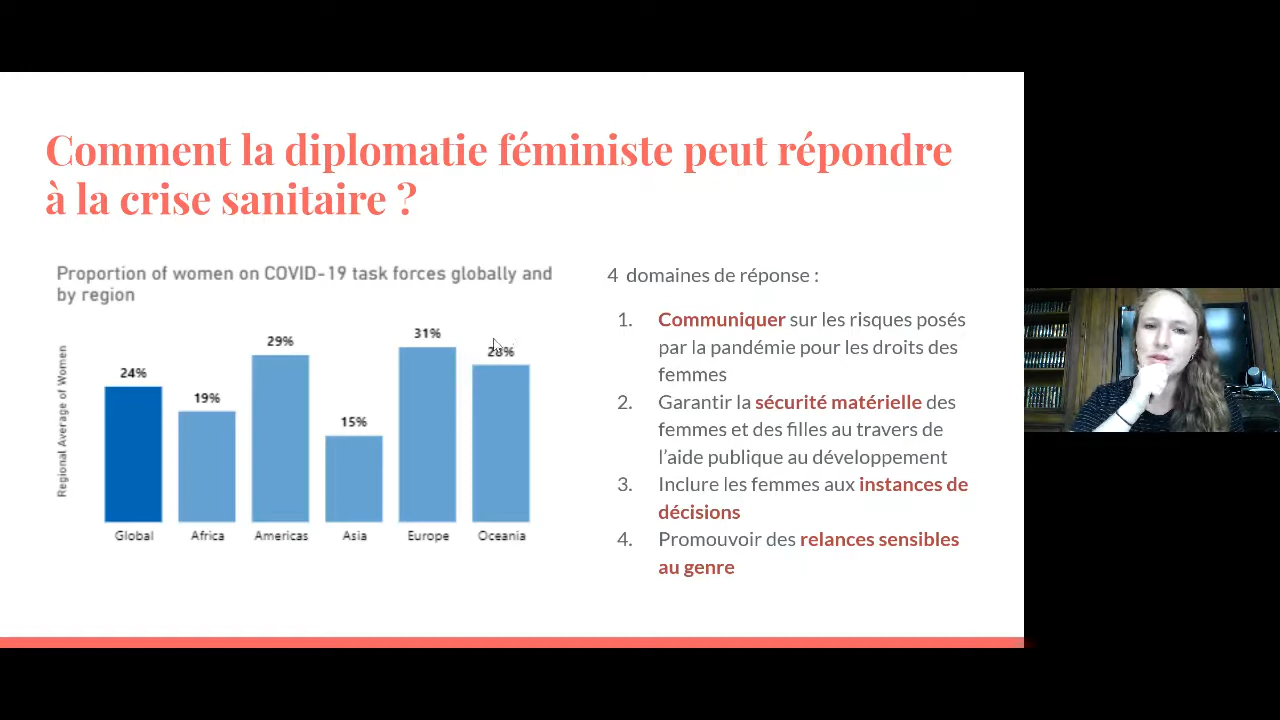 Comment la diplomatie féministe peut répondre
à la crise sanitaire ?
Proportion of women on COVID-19 task forces globally and
by region
Regional Average of Women
24%
19%
29%
15%
31%
28%
Global
Africa
Americas
Asia
Europe
Oceania
4 domaines de réponse :
1. Communiquer sur les risques posés
par la pandémie pour les droits des
femmes
2. Garantir la sécurité matérielle des
femmes et des filles au travers de
l'aide publique au développement
3. Inclure les femmes aux instances de
décisions
4. Promouvoir des relances sensibles
au genre